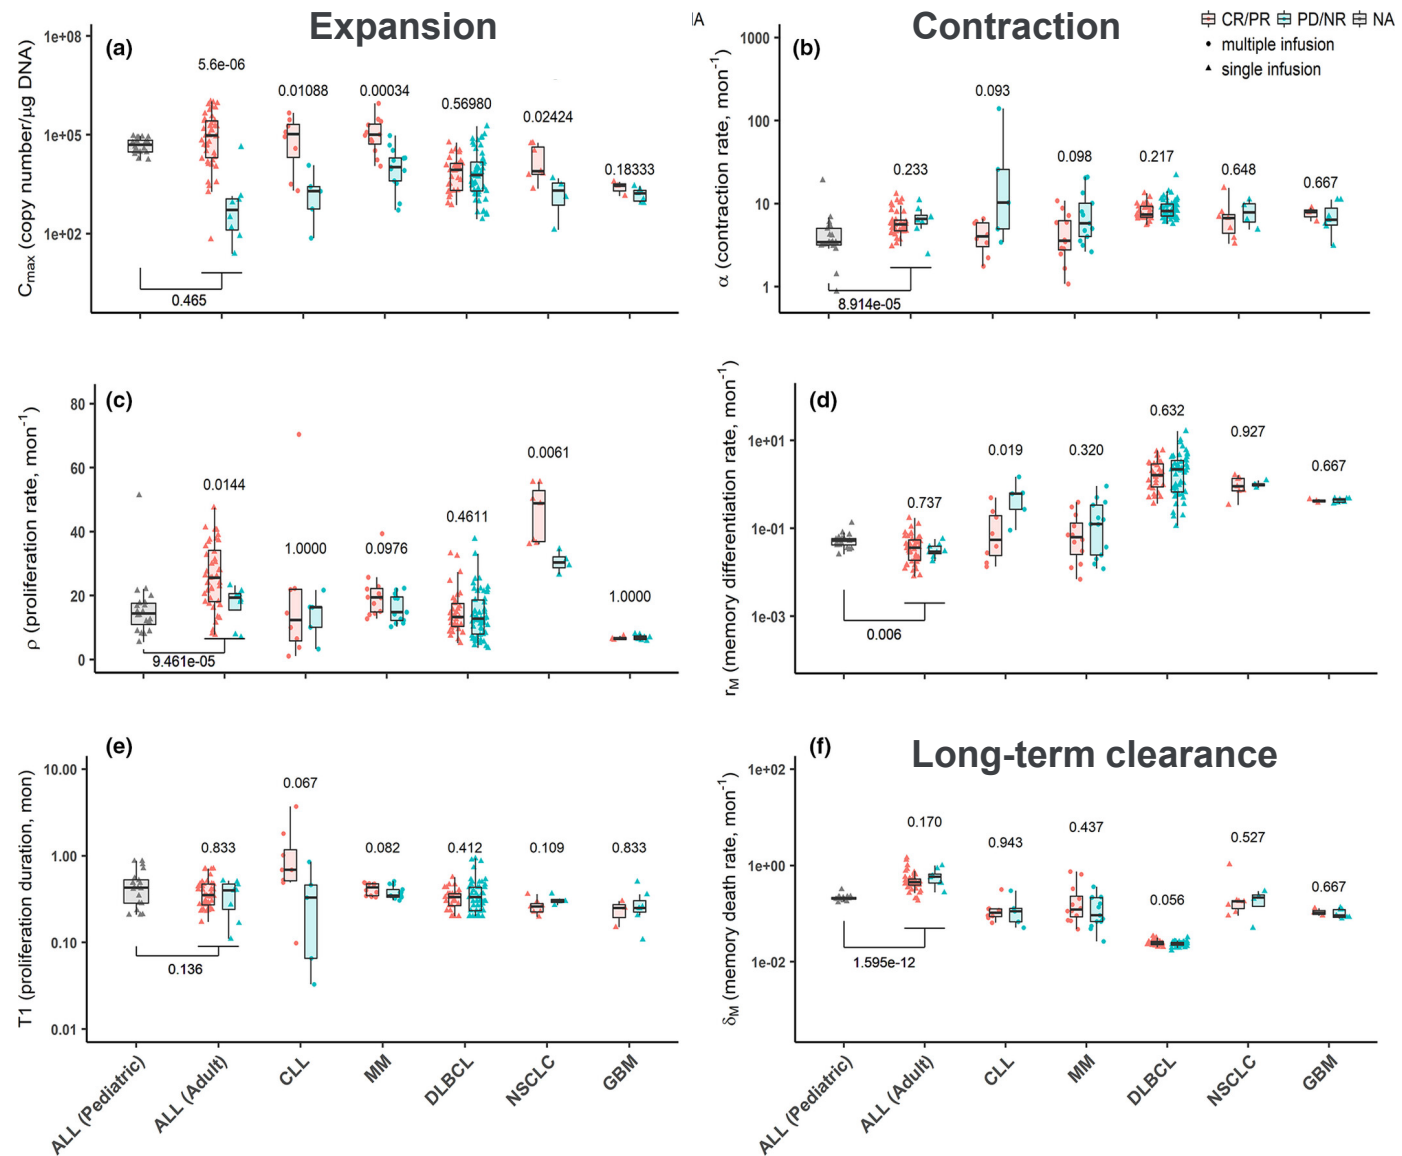 Expansion
IA
Contraction
CR/PR PD/NR NA
multiple infusion
single infusion
(a)
Cmax (copy number/µg DNA)
1e+08
1e+05
1e+02
5.6e-06
0.01088
0.00034
0.56980
0.02424
0.18333
0.465
(b)
α (contraction rate, mon⁻¹)
1000
100
10
1
0.233
0.093
0.098
0.217
0.648
0.667
8.914e-05
(c)
ρ (proliferation rate, mon⁻¹)
80
60
40
20
0
0.0144
1.0000
0.0976
0.4611
0.0061
1.0000
9.461e-05
(d)
rM (memory differentiation rate, mon⁻¹)
1e+01
1e-01
1e-03
0.737
0.019
0.320
0.632
0.927
0.667
0.006
(e)
T1 (proliferation duration, mon)
10.00
1.00
0.10
0.01
0.833
0.067
0.082
0.412
0.109
0.833
0.136
ALL (Pediatric)
ALL (Adult)
CLL
MM
DLBCL
NSCLC
GBM
(f)
Long-term clearance
δM (memory death rate, mon⁻¹)
1e+02
1e+00
1e-02
0.170
0.943
0.437
0.056
0.527
0.667
1.595e-12
ALL (Pediatric)
ALL (Adult)
CLL
MM
DLBCL
NSCLC
GBM